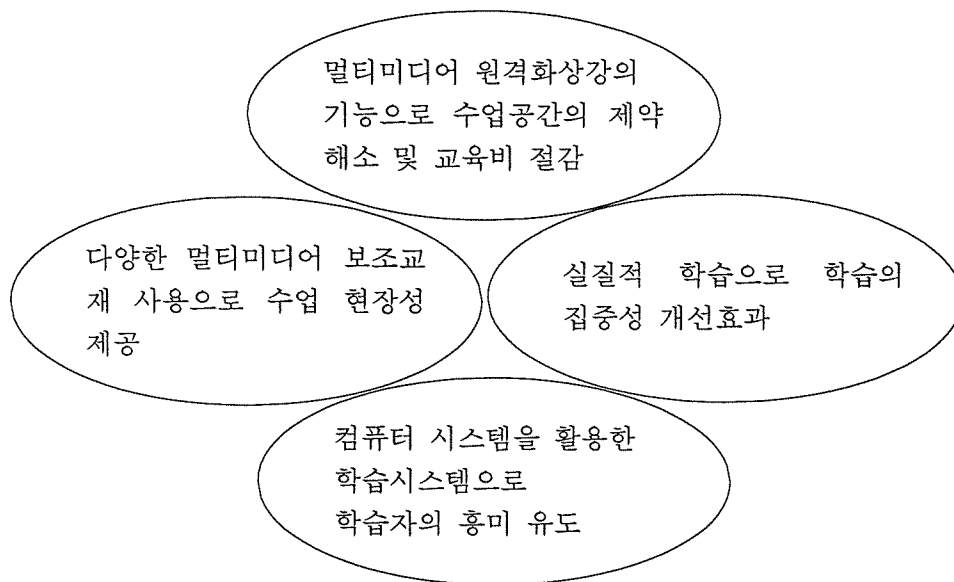 멀티미디어 원격화상강의
기능으로 수업공간의 제약
해소 및 교육비 절감
다양한 멀티미디어 보조교
재 사용으로 수업 현장성
제공
실질적 학습으로 학습의
집중성 개선효과
컴퓨터 시스템을 활용한
학습시스템으로
학습자의 흥미 유도